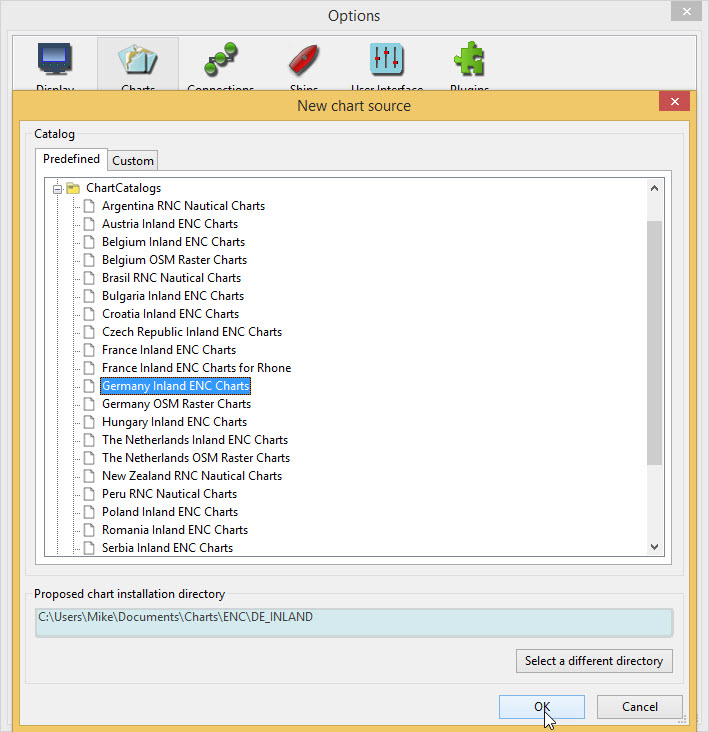 Options
Display Charts Connections Ships User Interface Plugins
New chart source
Catalog
Predefined Custom
ChartCatalogs
Argentina RNC Nautical Charts
Austria Inland ENC Charts
Belgium Inland ENC Charts
Belgium OSM Raster Charts
Brasil RNC Nautical Charts
Bulgaria Inland ENC Charts
Croatia Inland ENC Charts
Czech Republic Inland ENC Charts
France Inland ENC Charts
France Inland ENC Charts for Rhone
Germany Inland ENC Charts
Germany OSM Raster Charts
Hungary Inland ENC Charts
The Netherlands Inland ENC Charts
The Netherlands OSM Raster Charts
New Zealand RNC Nautical Charts
Peru RNC Nautical Charts
Poland Inland ENC Charts
Romania Inland ENC Charts
Serbia Inland ENC Charts
Proposed chart installation directory
C:\Users\Mike\Documents\Charts\ENC\DE_INLAND
Select a different directory
OK Cancel